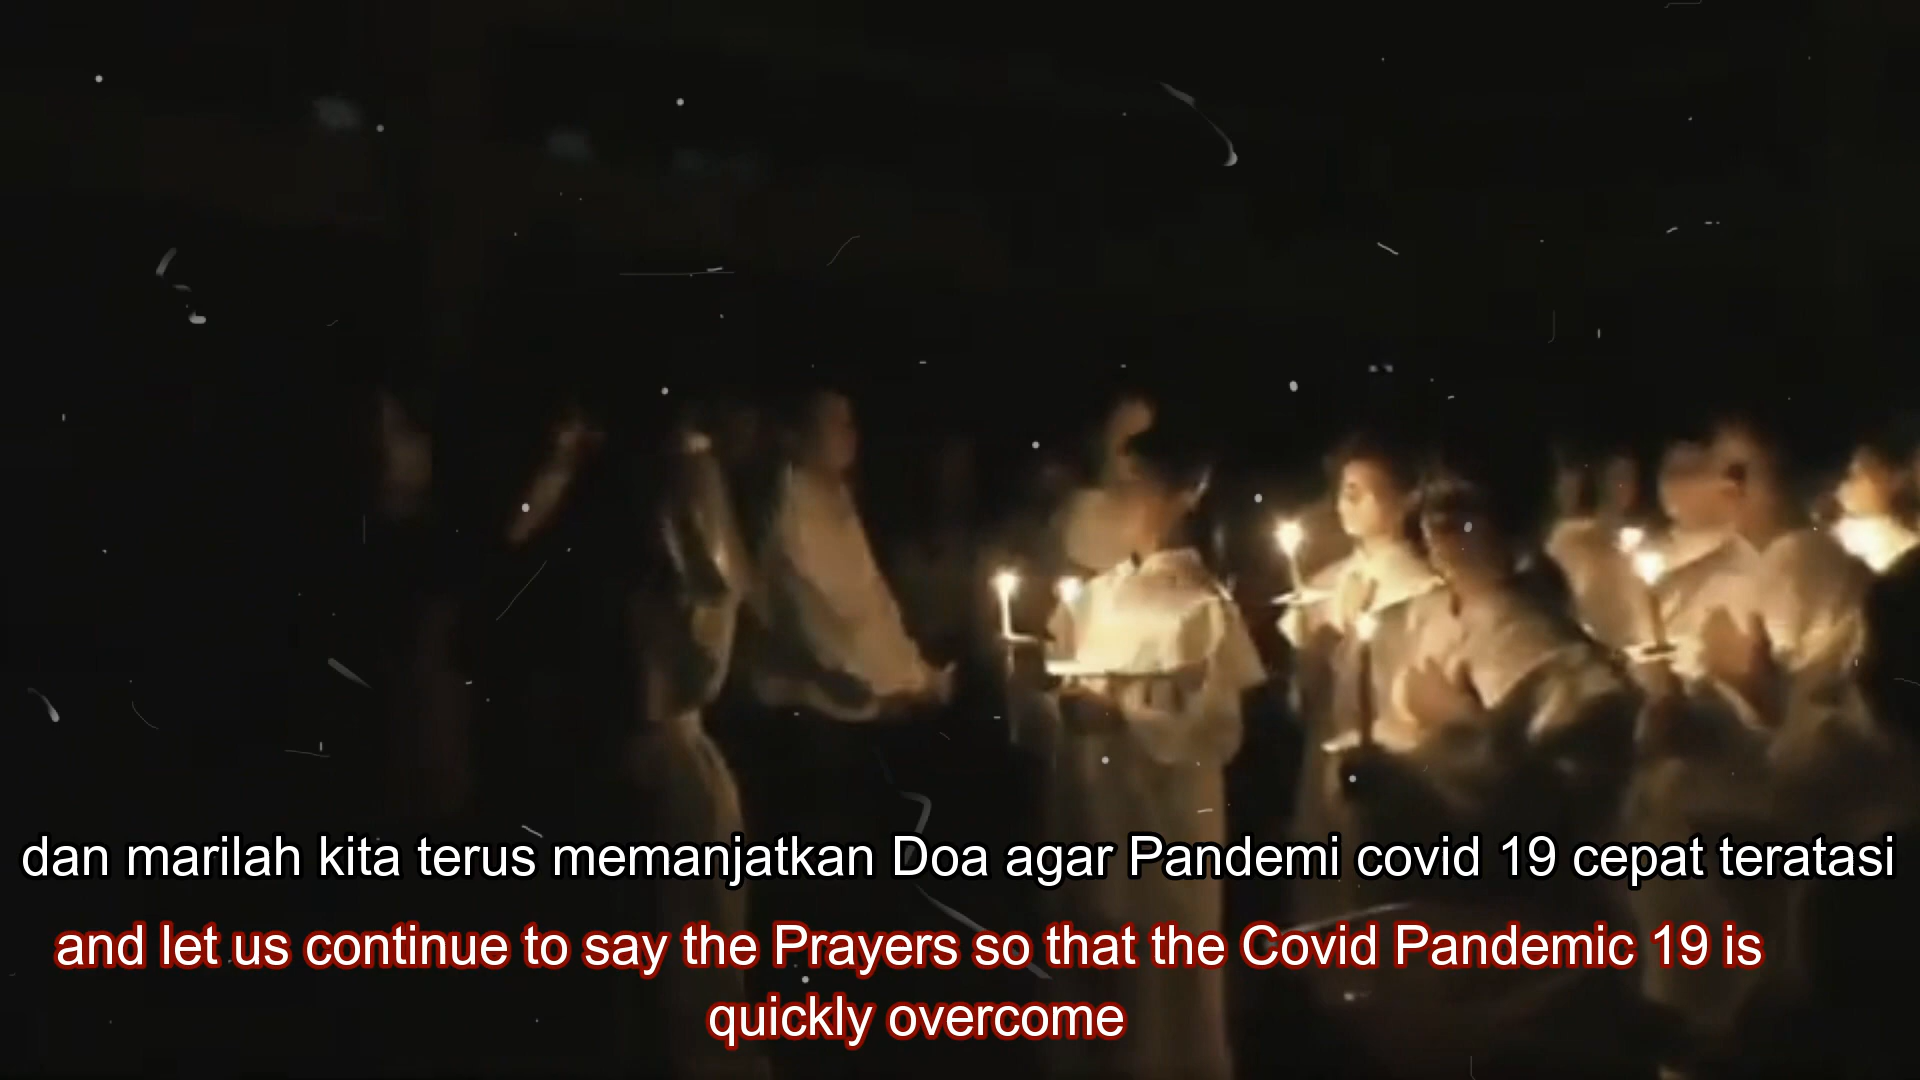 dan marilah kita terus memanjatkan Doa agar Pandemi covid 19 cepat teratasi
and let us continue to say the Prayers so that the Covid Pandemic 19 is
quickly overcome